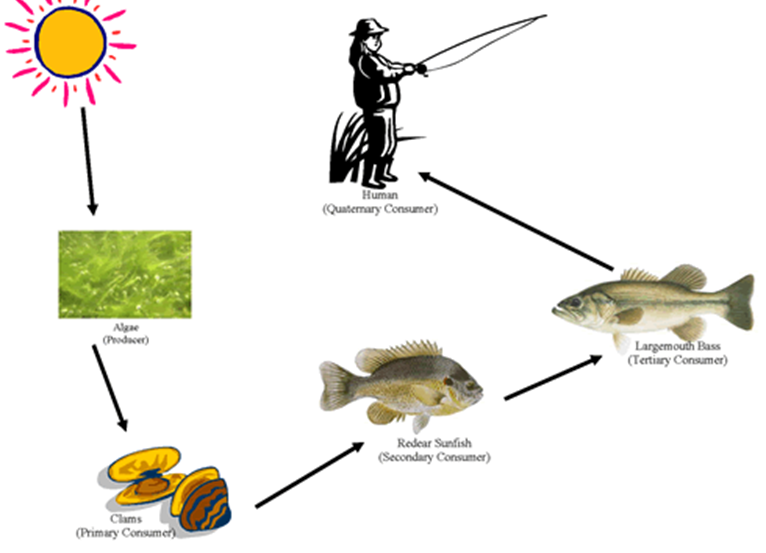 Human
(Quaternary Consumer)
Algae
(Producer)
Largemouth Bass
(Tertiary Consumer)
Redear Sunfish
(Secondary Consumer)
Clams
(Primary Consumer)